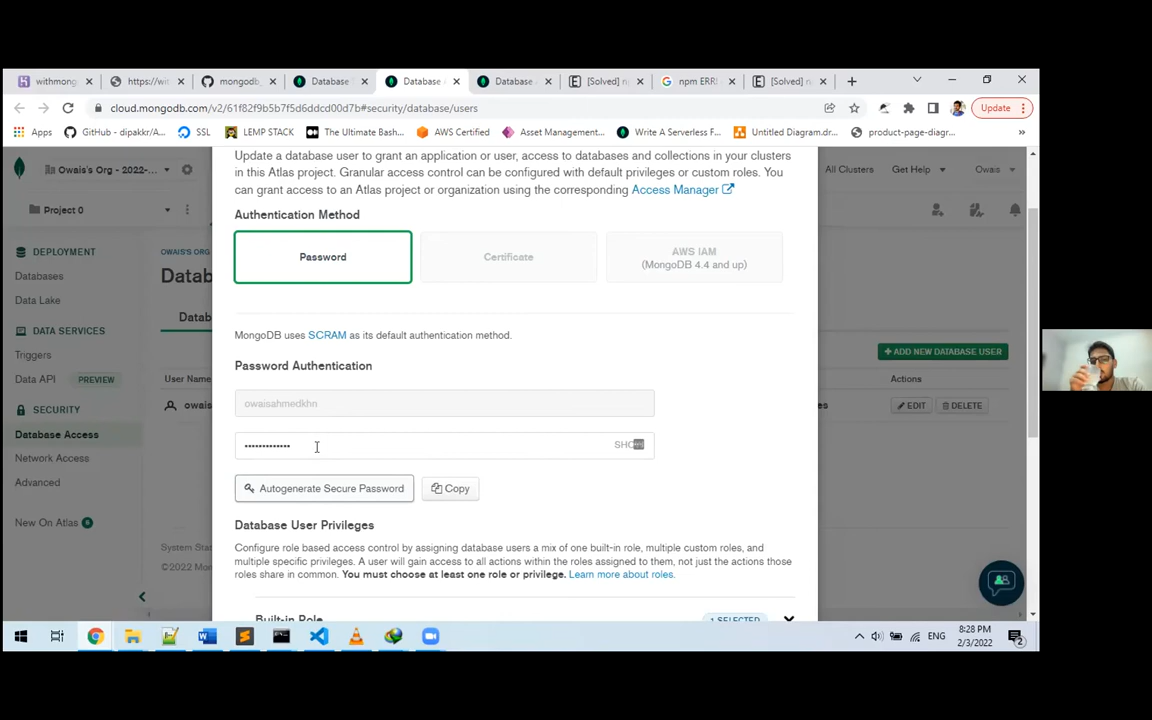 withmong
https://wit
mongodb_
Database
Database
Database
[Solved] n
npm ERR!
[Solved] n
cloud.mongodb.com/v2/61f82f9b5b7f5d6ddcd00d7b#security/database/users
Update
Apps
GitHub - dipakkr/A...
SSL
LEMP STACK
The Ultimate Bash...
AWS Certified
Asset Management...
Write A Serverless F...
Untitled Diagram.dr...
product-page-diagr...
»
Owais's Org - 2022-...
All Clusters
Get Help
Owais
Project 0
DEPLOYMENT
Databases
Data Lake
DATA SERVICES
Triggers
Data API
PREVIEW
SECURITY
Database Access
Network Access
Advanced
New On Atlas 6
OWAIS'S ORG
Datab
Datab
User Name
owais
System Stat
©2022 Mon
Update a database user to grant an application or user, access to databases and collections in your clusters
in this Atlas project. Granular access control can be configured with default privileges or custom roles. You
can grant access to an Atlas project or organization using the corresponding Access Manager
Authentication Method
Password
Certificate
AWS IAM
(MongoDB 4.4 and up)
MongoDB uses SCRAM as its default authentication method.
Password Authentication
owaisahmedkhn
•••••••••••••
SHO
Autogenerate Secure Password
Copy
Database User Privileges
Configure role based access control by assigning database users a mix of one built-in role, multiple custom roles, and
multiple specific privileges. A user will gain access to all actions within the roles assigned to them, not just the actions those
roles share in common. You must choose at least one role or privilege. Learn more about roles.
Built-in Role
1 SELECTED
+ ADD NEW DATABASE USER
Actions
es
EDIT
DELETE
ENG
8:28 PM
2/3/2022
2